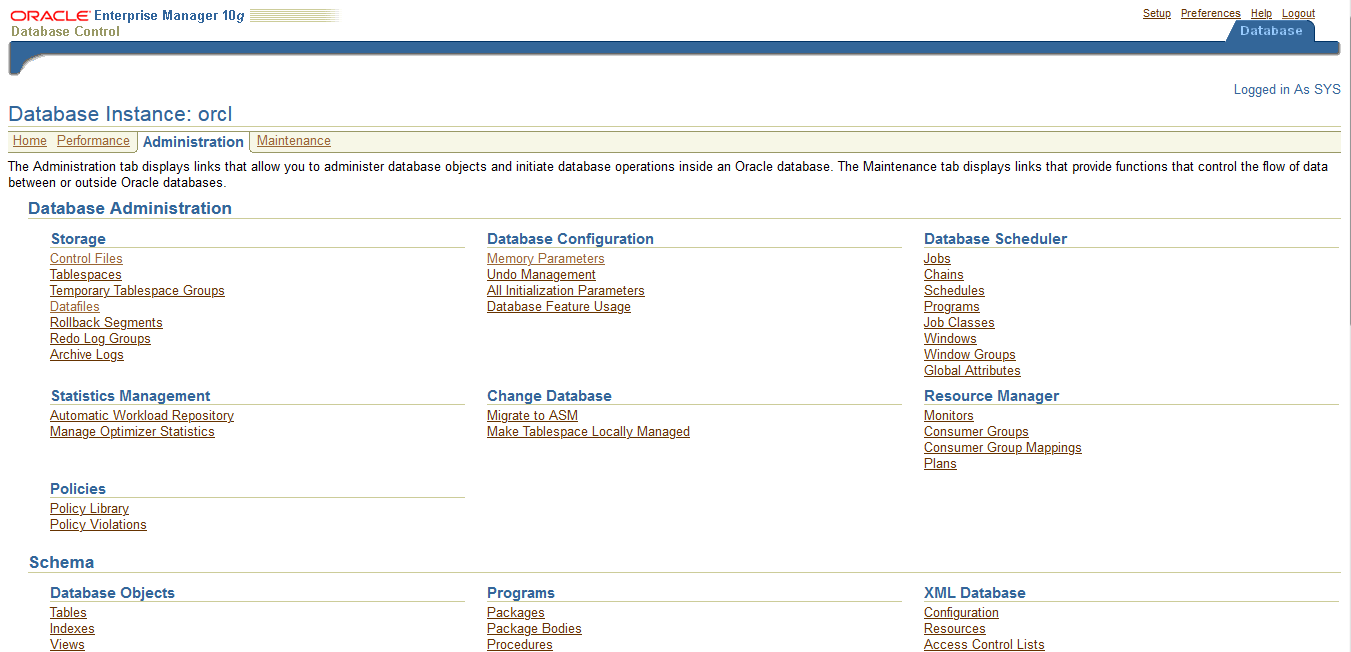 ORACLE Enterprise Manager 10g
Database Control
Setup Preferences Help Logout
Database
Logged in As SYS
Database Instance: orcl
Home Performance Administration Maintenance
The Administration tab displays links that allow you to administer database objects and initiate database operations inside an Oracle database. The Maintenance tab displays links that provide functions that control the flow of data
between or outside Oracle databases.
Database Administration
Storage
Control Files
Tablespaces
Temporary Tablespace Groups
Datafiles
Rollback Segments
Redo Log Groups
Archive Logs
Database Configuration
Memory Parameters
Undo Management
All Initialization Parameters
Database Feature Usage
Database Scheduler
Jobs
Chains
Schedules
Programs
Job Classes
Windows
Window Groups
Global Attributes
Statistics Management
Automatic Workload Repository
Manage Optimizer Statistics
Change Database
Migrate to ASM
Make Tablespace Locally Managed
Resource Manager
Monitors
Consumer Groups
Consumer Group Mappings
Plans
Policies
Policy Library
Policy Violations
Schema
Database Objects
Tables
Indexes
Views
Programs
Packages
Package Bodies
Procedures
XML Database
Configuration
Resources
Access Control Lists